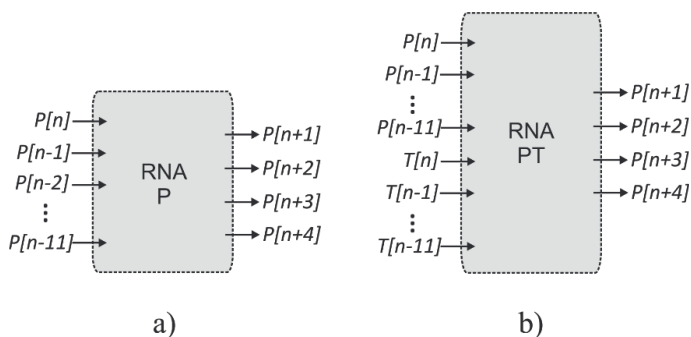 P[n]
P[n-1]
P[n-2]
⋮
P[n-11]
RNA
P
P[n+1]
P[n+2]
P[n+3]
P[n+4]
a)
P[n]
P[n-1]
⋮
P[n-11]
T[n]
T[n-1]
⋮
T[n-11]
RNA
PT
P[n+1]
P[n+2]
P[n+3]
P[n+4]
b)